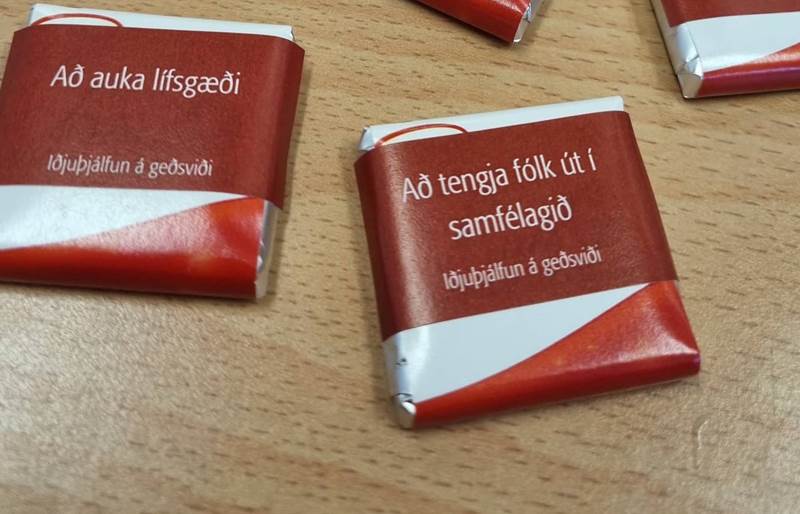 Að auka lífsgæði
Iðjuþjálfun á geðsviði
Að tengja fólk út í
samfélagið
Iðjuþjálfun á geðsviði